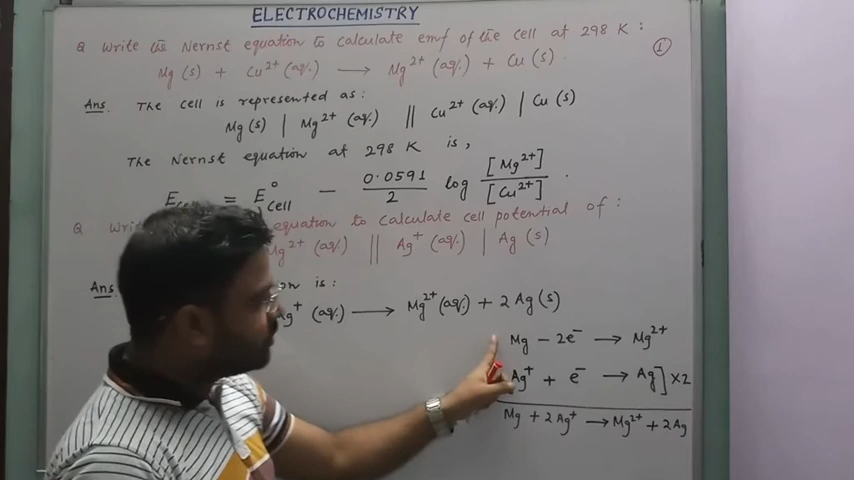 ELECTROCHEMISTRY
Q Write the Nernst equation to calculate emf of the cell at 298 K :
①
Mg (s) + Cu²⁺ (aq.) → Mg²⁺ (aq.) + Cu (s) .
Ans. The cell is represented as :
Mg (s) | Mg²⁺ (aq.) || Cu²⁺ (aq.) | Cu (s)
The Nernst equation at 298 K is,
= E°cell − 0.0591/2 log [Mg²⁺]/[Cu²⁺] .
Q equation to calculate cell potential of :
Mg²⁺ (aq.) || Ag⁺ (aq.) | Ag (s)
Ans. is :
Ag⁺ (aq.) → Mg²⁺ (aq.) + 2 Ag (s)
Mg − 2e⁻ → Mg²⁺
Ag⁺ + e⁻ → Ag ] ×2
Mg + 2Ag⁺ → Mg²⁺ + 2Ag